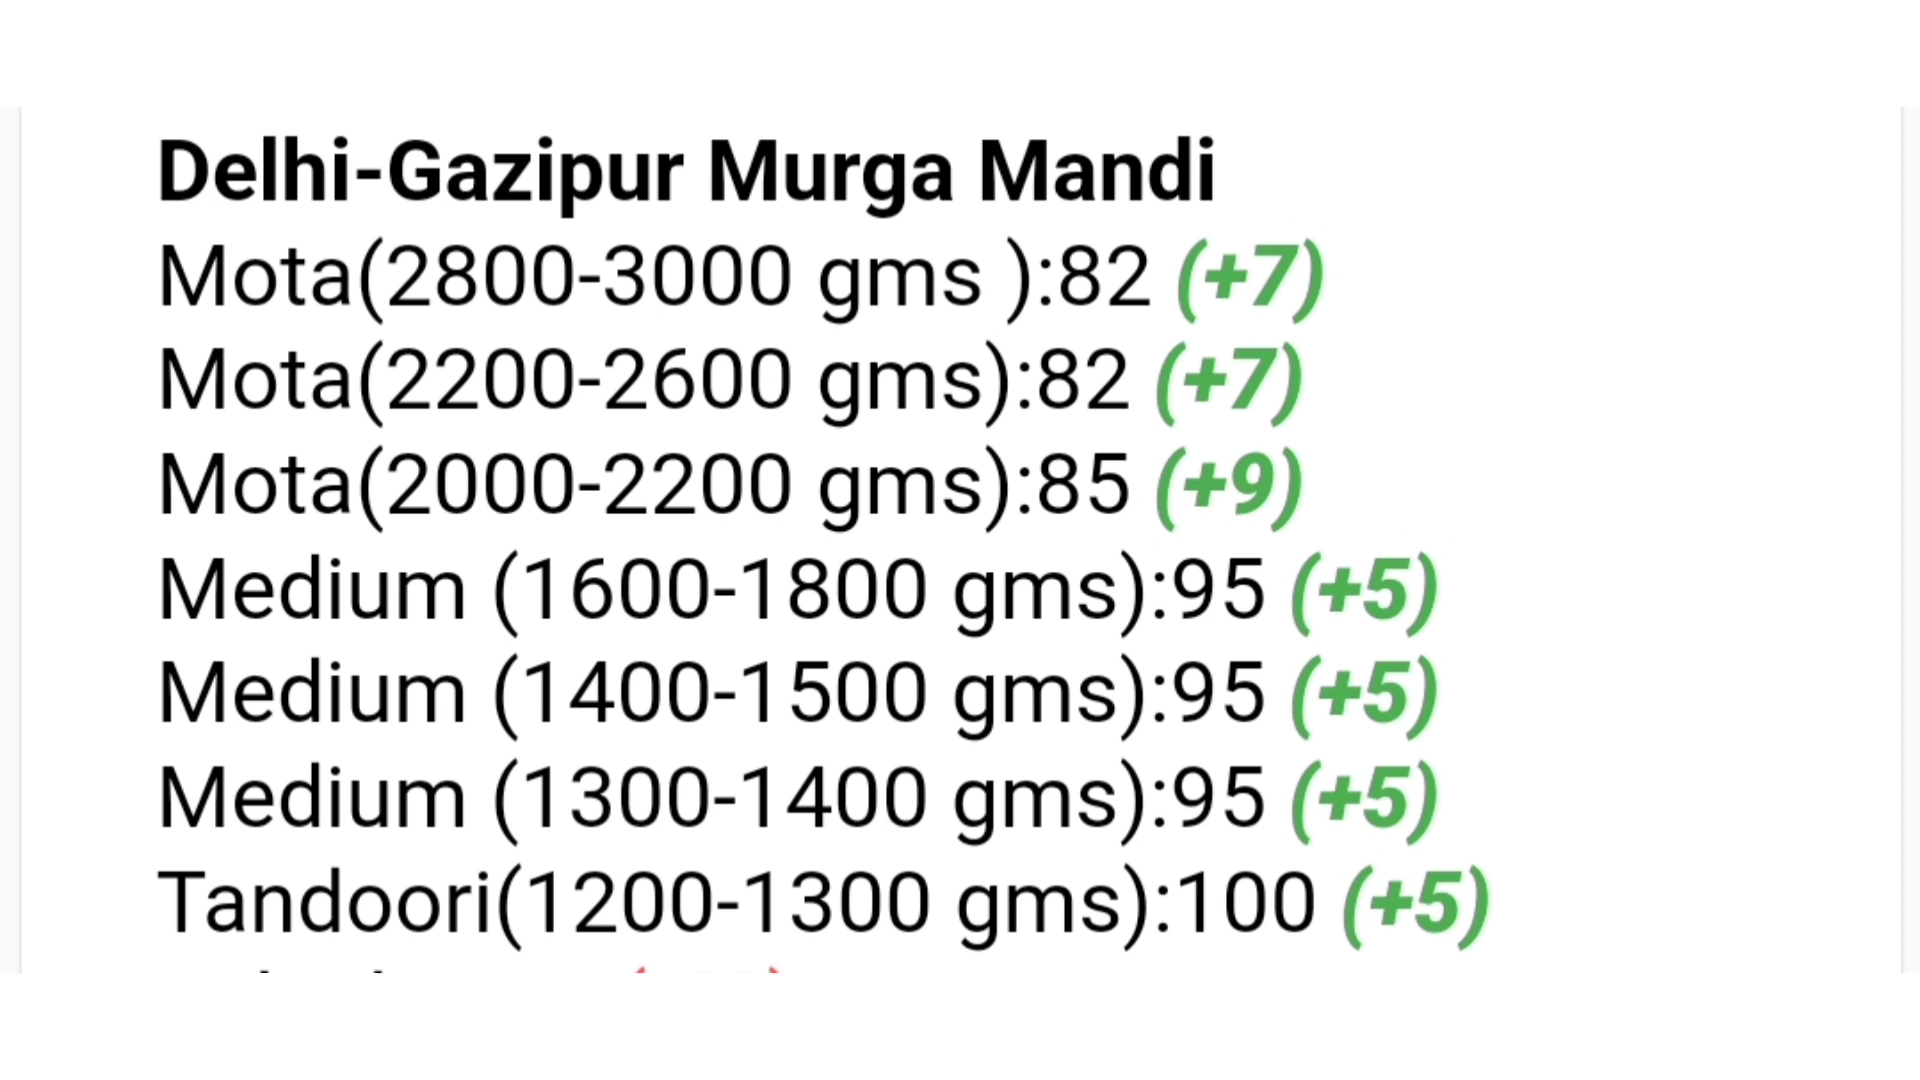 Delhi-Gazipur Murga Mandi
Mota(2800-3000 gms ):82 (+7)
Mota(2200-2600 gms):82 (+7)
Mota(2000-2200 gms):85 (+9)
Medium (1600-1800 gms):95 (+5)
Medium (1400-1500 gms):95 (+5)
Medium (1300-1400 gms):95 (+5)
Tandoori(1200-1300 gms):100 (+5)